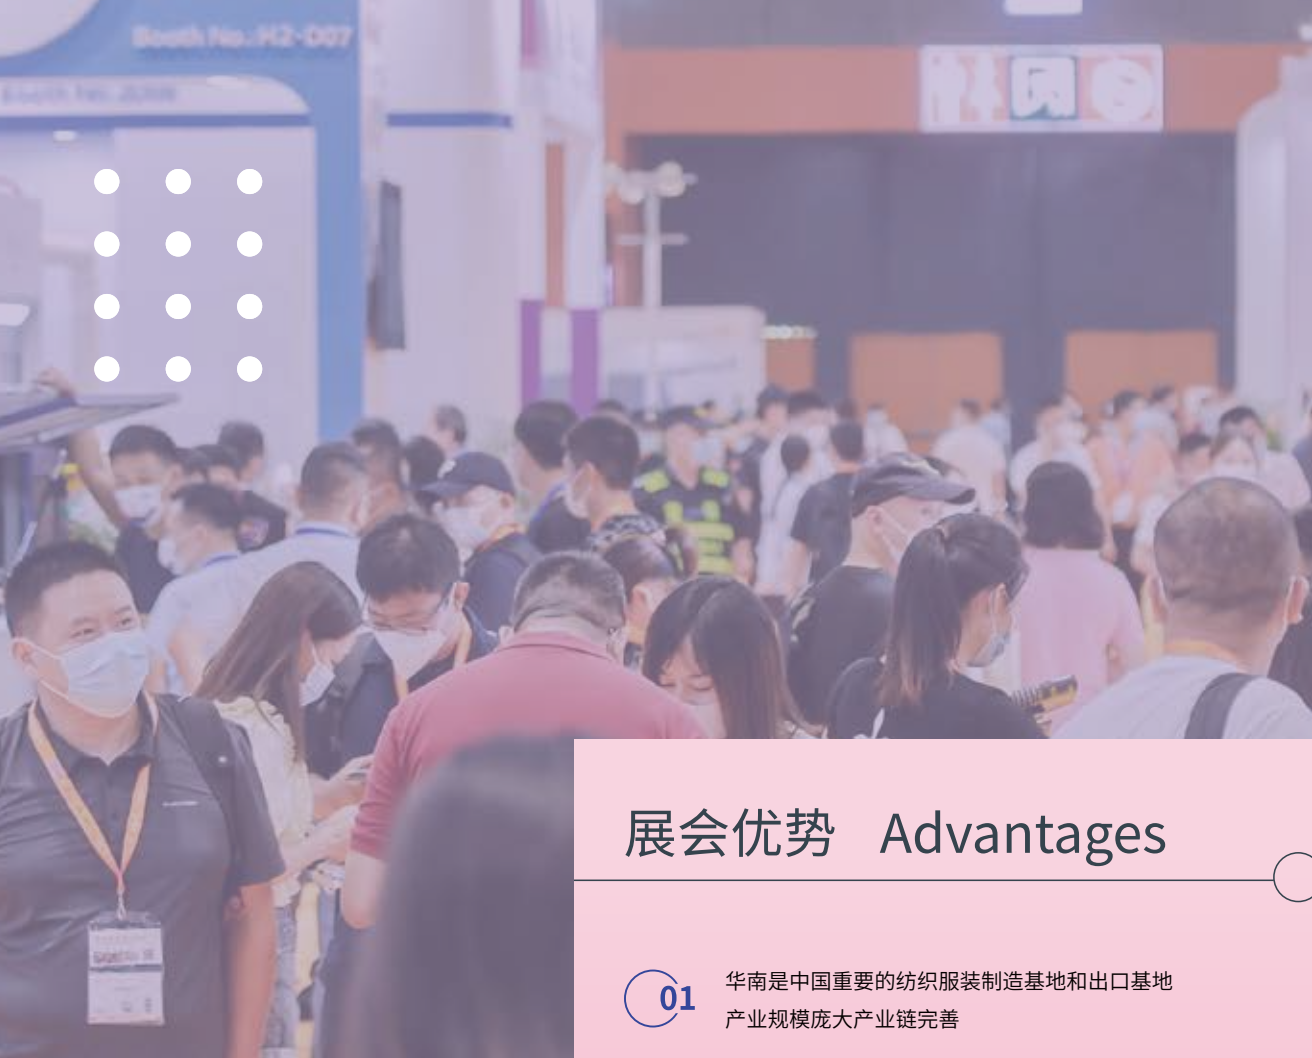 Booth No.:H2-D07
展会优势 Advantages
01
华南是中国重要的纺织服装制造基地和出口基地
产业规模庞大产业链完善